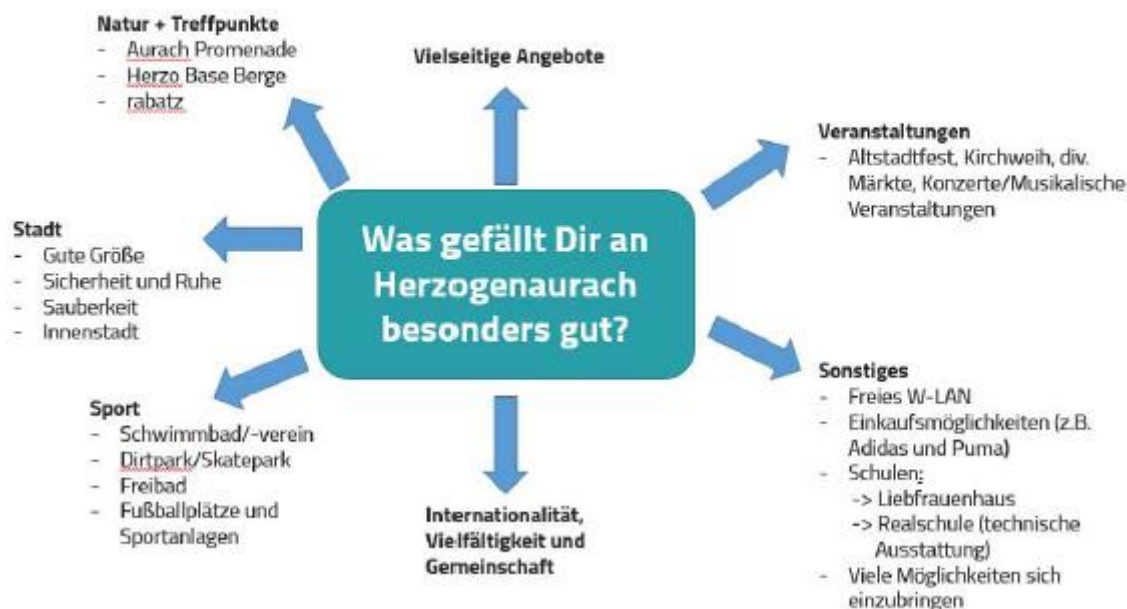 Natur + Treffpunkte
- Aurach Promenade
- Herzo Base Berge
- rabatz
Vielseitige Angebote
Veranstaltungen
- Altstadtfest, Kirchweih, div.
Märkte, Konzerte/Musikalische
Veranstaltungen
Stadt
- Gute Größe
- Sicherheit und Ruhe
- Sauberkeit
- Innenstadt
Was gefällt Dir an
Herzogenaurach
besonders gut?
Sport
- Schwimmbad/-verein
- Dirtpark/Skatepark
- Freibad
- Fußballplätze und
Sportanlagen
Internationalität,
Vielfältigkeit und
Gemeinschaft
Sonstiges
- Freies W-LAN
- Einkaufsmöglichkeiten (z.B.
Adidas und Puma)
- Schulen:
-> Liebfrauenhaus
-> Realschule (technische
Ausstattung)
- Viele Möglichkeiten sich
einzubringen